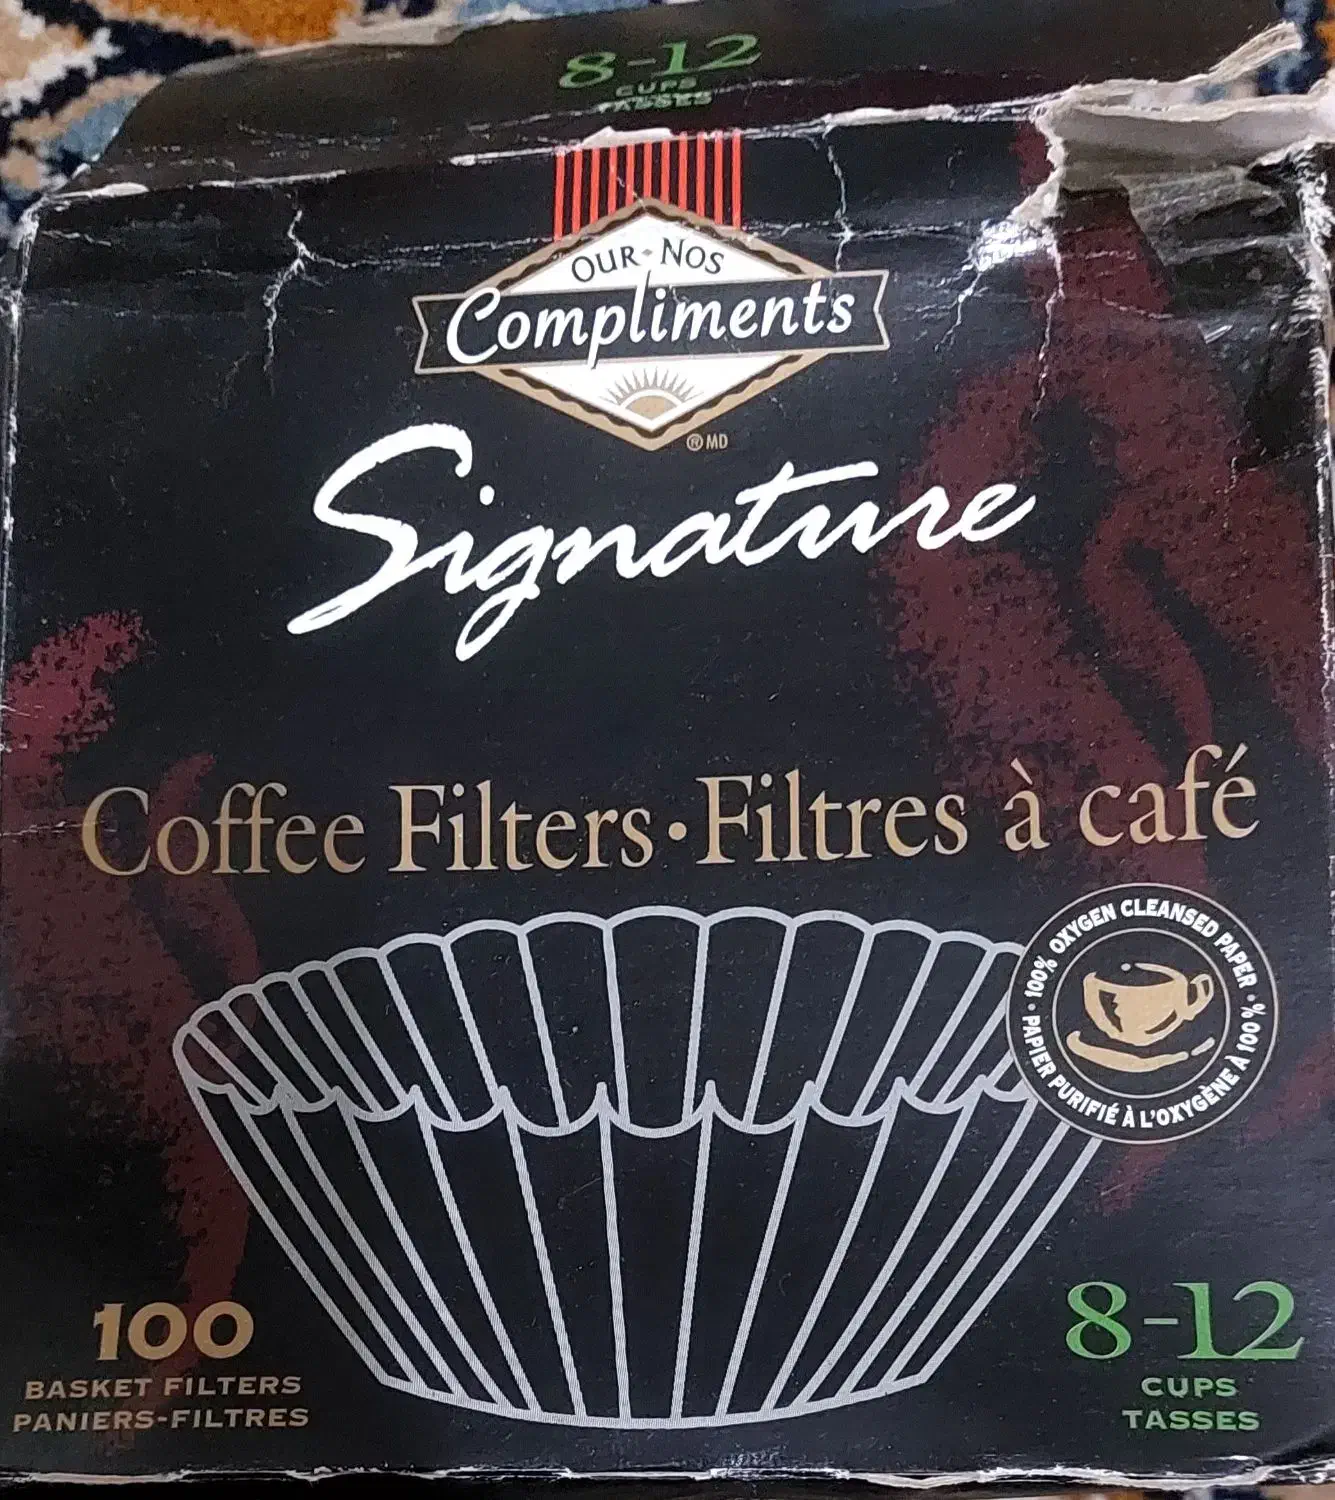 8-12
CUPS
TASSES
OUR · NOS
Compliments
® MD
Signature
Coffee Filters · Filtres à café
100% OXYGEN CLEANSED PAPER •
PAPIER PURIFIÉ À L'OXYGÈNE À 100 % •
100
BASKET FILTERS
PANIERS-FILTRES
8-12
CUPS
TASSES